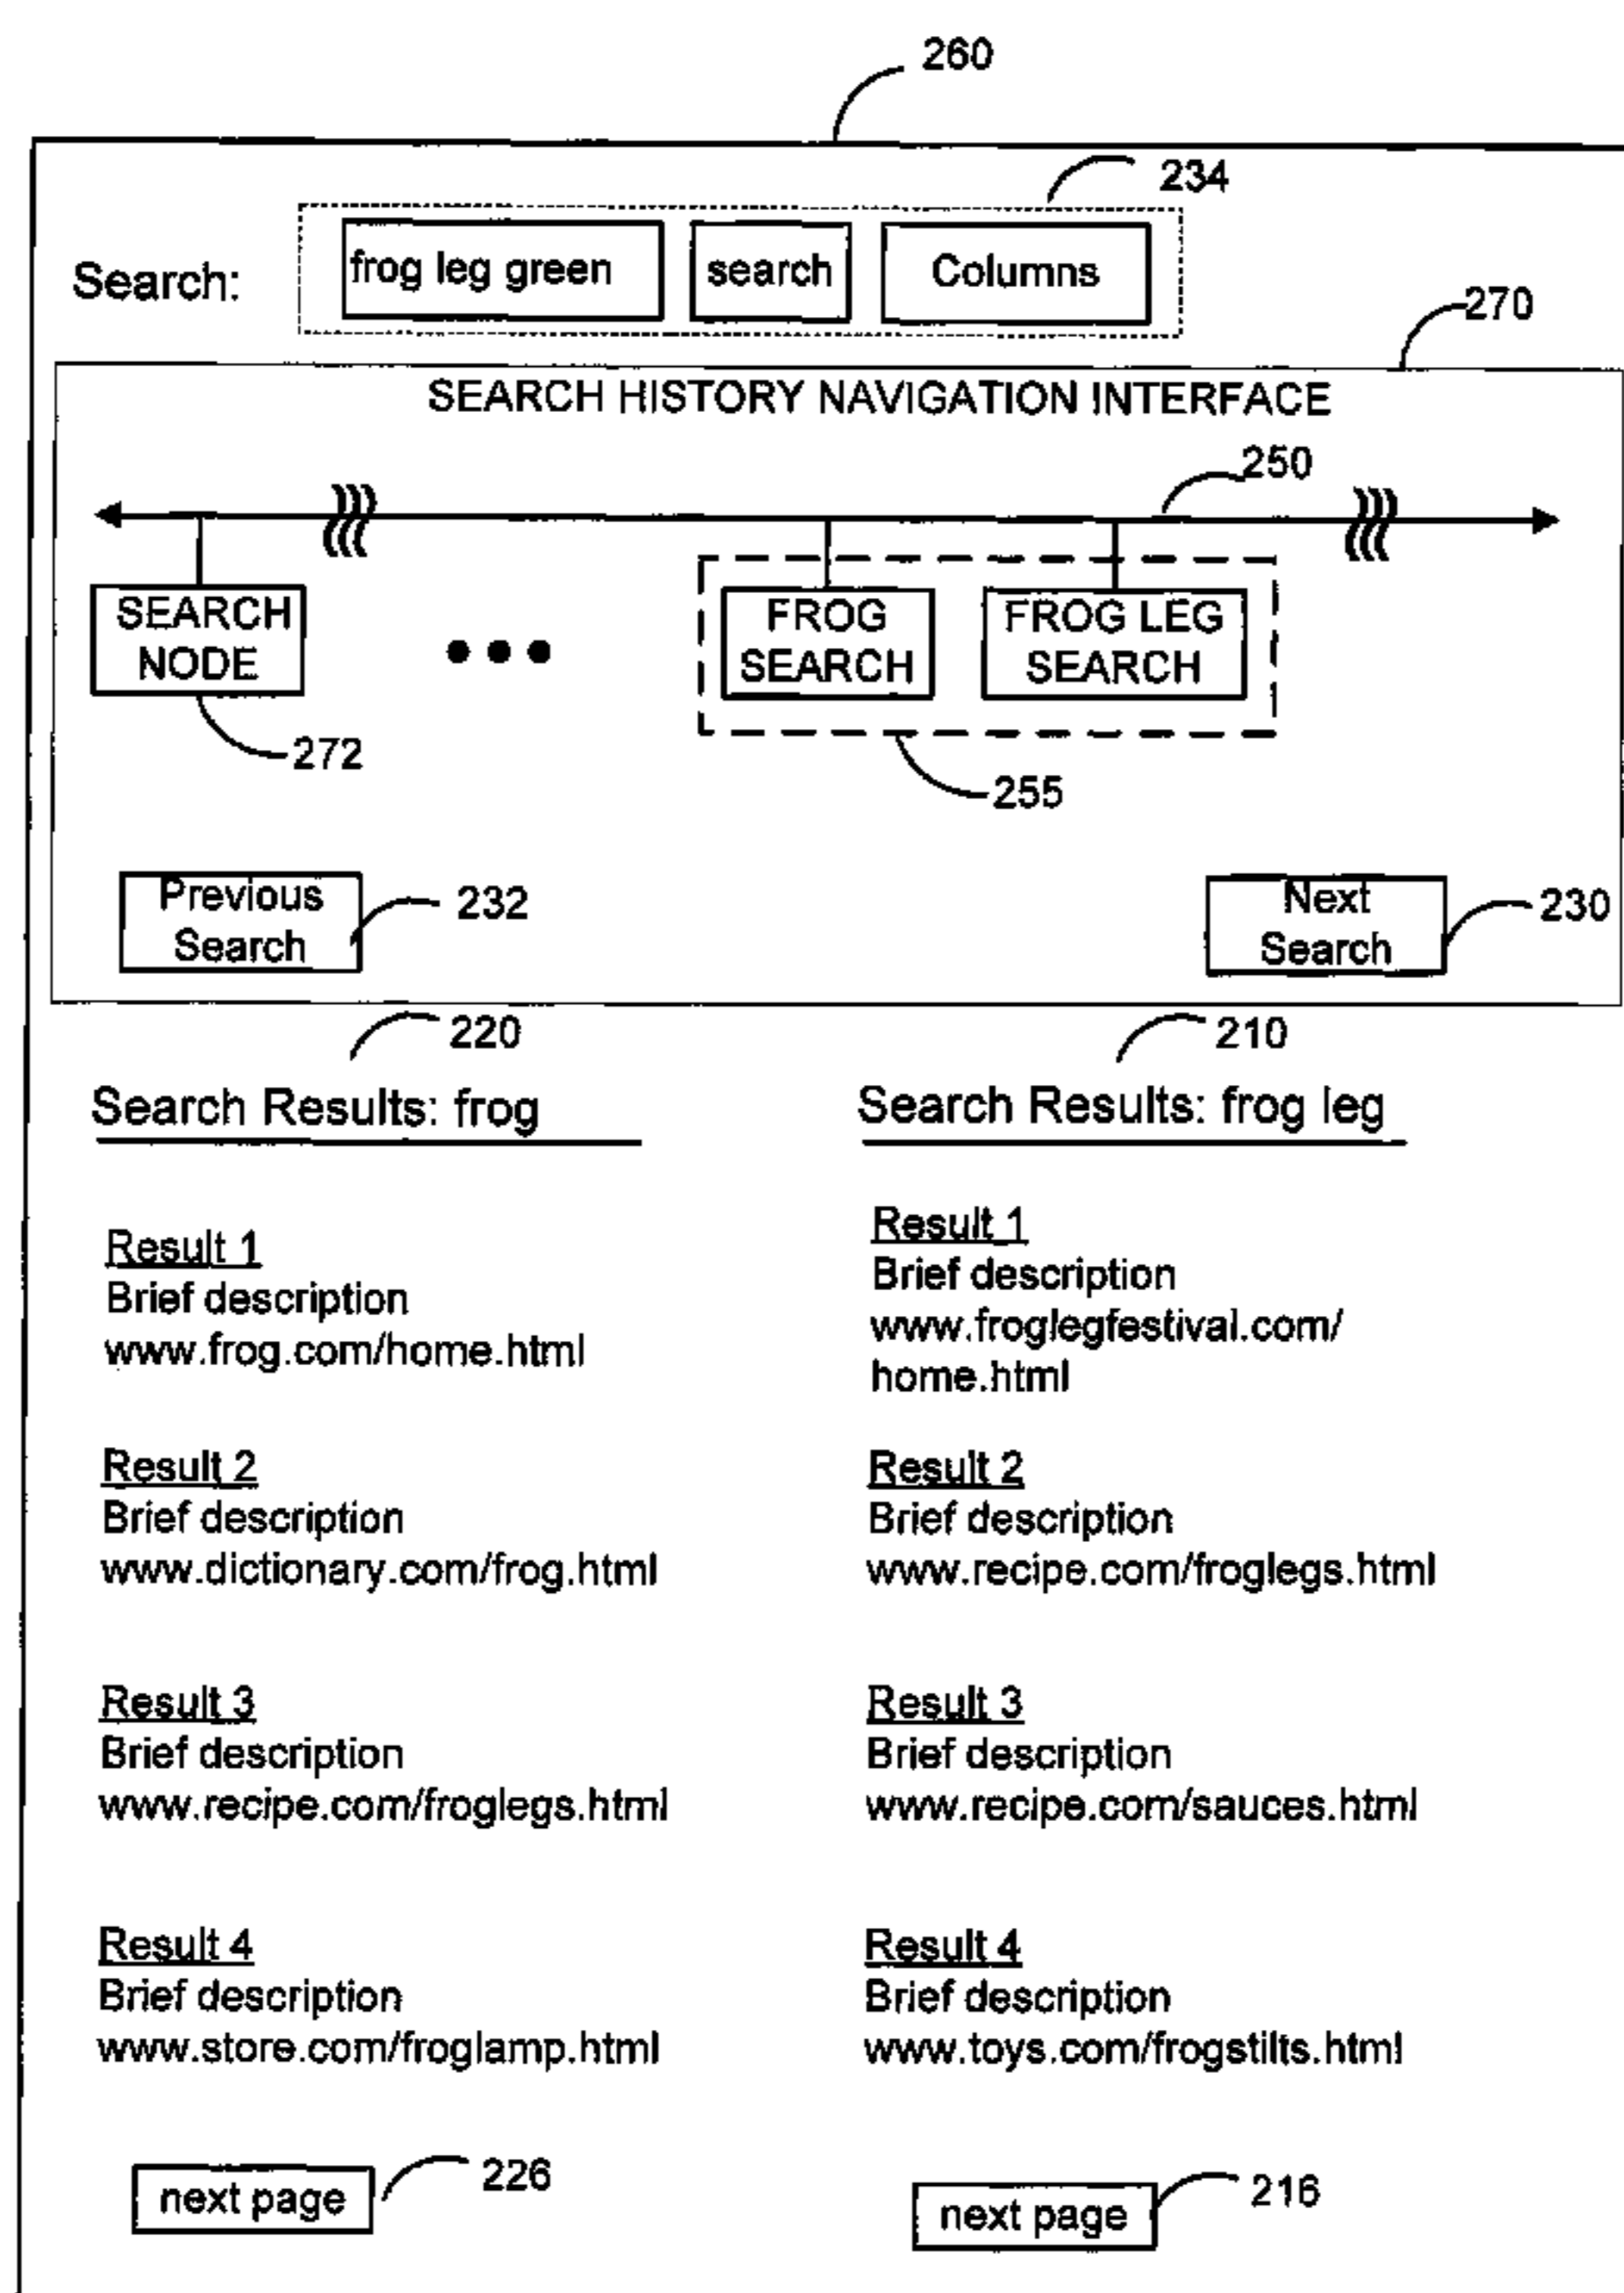 260
234
Search:
frog leg green
search
Columns
270
SEARCH HISTORY NAVIGATION INTERFACE
250
SEARCH
NODE
FROG
SEARCH
FROG LEG
SEARCH
272
255
Previous
Search
232
Next
Search
230
220
Search Results: frog
Result 1
Brief description
www.frog.com/home.html
Result 2
Brief description
www.dictionary.com/frog.html
Result 3
Brief description
www.recipe.com/froglegs.html
Result 4
Brief description
www.store.com/froglamp.html
next page
226
210
Search Results: frog leg
Result 1
Brief description
www.froglegfestival.com/
home.html
Result 2
Brief description
www.recipe.com/froglegs.html
Result 3
Brief description
www.recipe.com/sauces.html
Result 4
Brief description
www.toys.com/frogstilts.html
next page
216